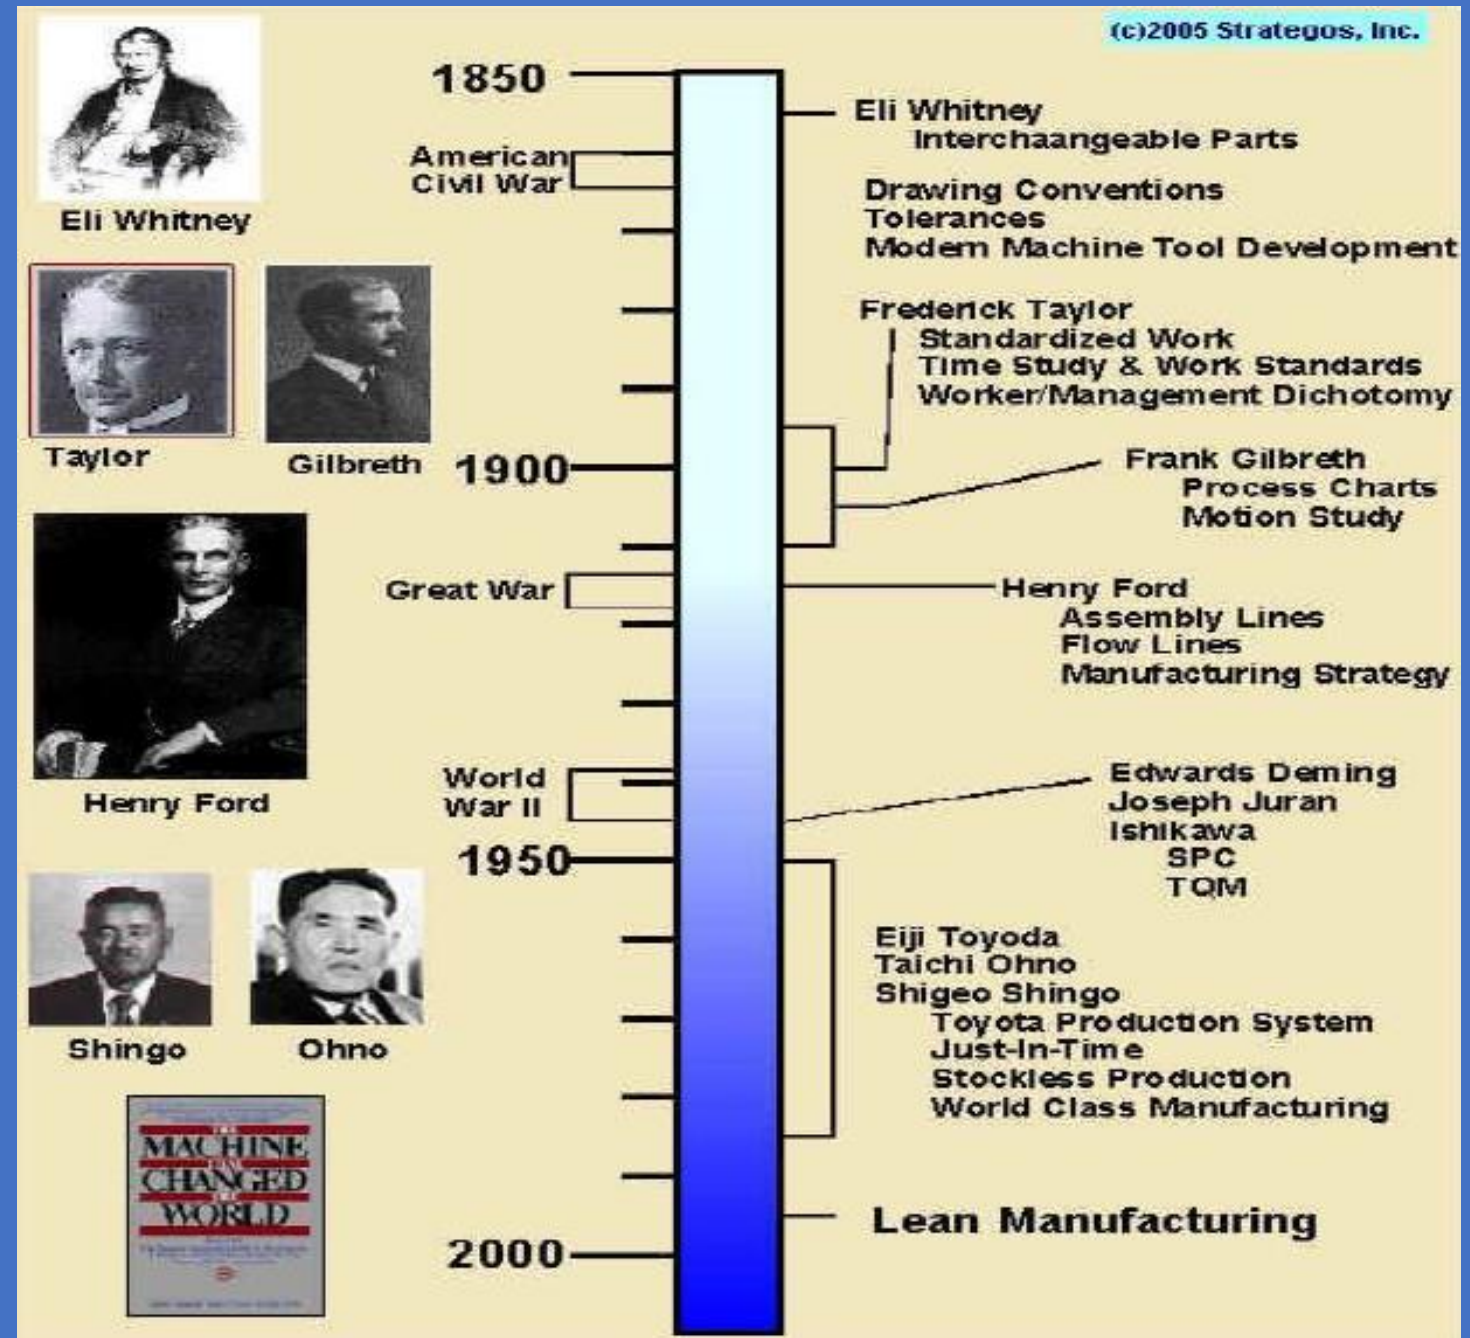 (c)2005 Strategos, Inc.
1850
Eli Whitney
Interchaangeable Parts
American
Civil War
Drawing Conventions
Tolerances
Modern Machine Tool Development
Eli Whitney
Frederick Taylor
Standardized Work
Time Study & Work Standards
Worker/Management Dichotomy
Taylor
Gilbreth
1900
Frank Gilbreth
Process Charts
Motion Study
Great War
Henry Ford
Assembly Lines
Flow Lines
Manufacturing Strategy
World
War II
Henry Ford
Edwards Deming
Joseph Juran
Ishikawa
SPC
TQM
1950
Eiji Toyoda
Taichi Ohno
Shigeo Shingo
Toyota Production System
Just-In-Time
Stockless Production
World Class Manufacturing
Shingo
Ohno
THE
MACHINE
THAT
CHANGED
THE
WORLD
Lean Manufacturing
2000